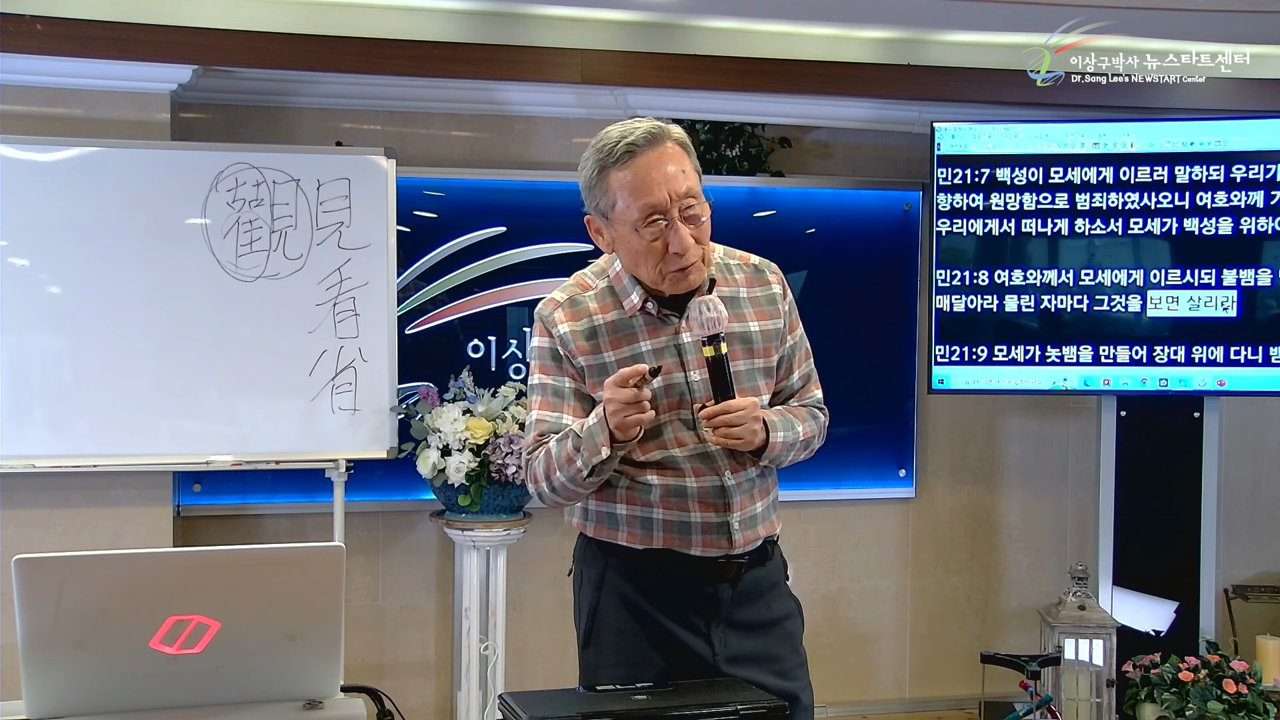 이상구박사 뉴스타트센터
Dr. Sang Lee's NEWSTART Center
觀見
看
省
이상
민21:7 백성이 모세에게 이르러 말하되 우리가
향하여 원망함으로 범죄하였사오니 여호와께
우리에게서 떠나게 하소서 모세가 백성을 위하여
민21:8 여호와께서 모세에게 이르시되 불뱀을
매달아라 물린 자마다 그것을 보면 살리라
민21:9 모세가 놋뱀을 만들어 장대 위에 다니 뱀